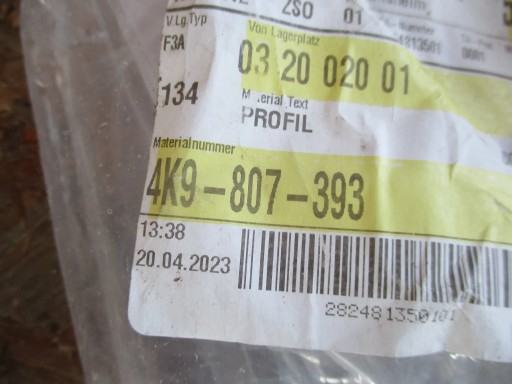 ZSO 01
V Lg.Typ Von Lagerplatz
F3A 03 20 020 01
134 Material Text
PROFIL
Materialnummer
4K9-807-393
13:38
20.04.2023
282481350101